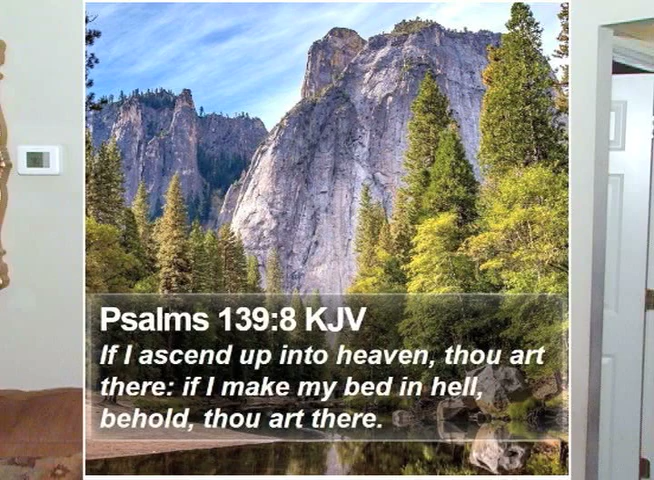 Psalms 139:8 KJV
If I ascend up into heaven, thou art
there: if I make my bed in hell,
behold, thou art there.